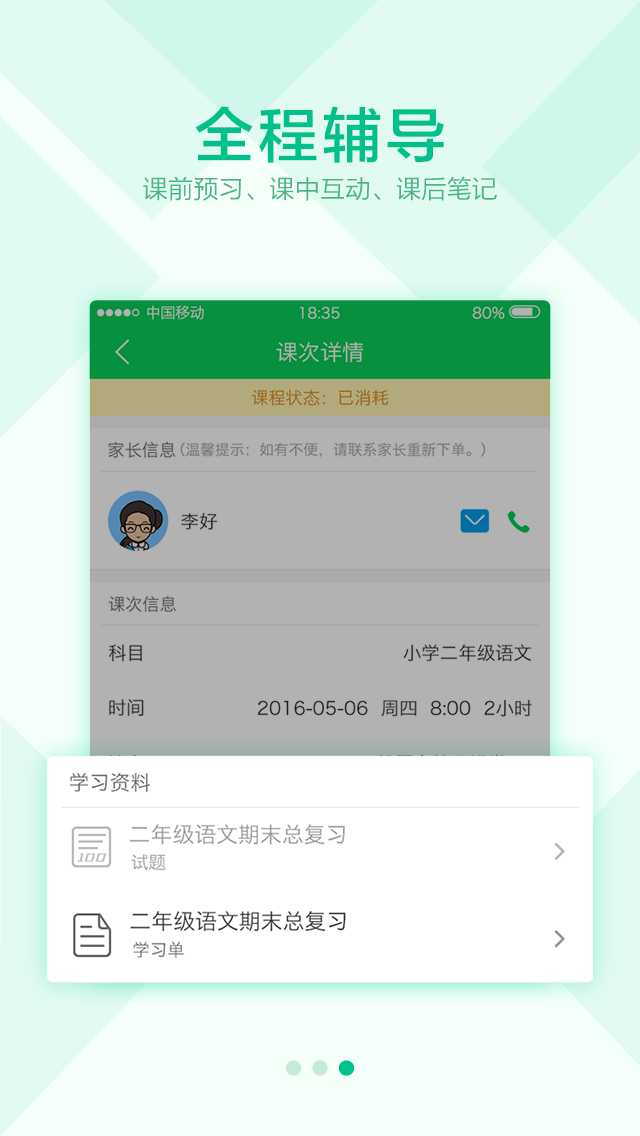 全程辅导
课前预习、课中互动、课后笔记
中国移动 18:35 80%
课次详情
课程状态：已消耗
家长信息（温馨提示：如有不便，请联系家长重新下单。）
李好
课次信息
科目 小学二年级语文
时间 2016-05-06 周四 8:00 2小时
学习资料
100
二年级语文期末总复习
试题
二年级语文期末总复习
学习单